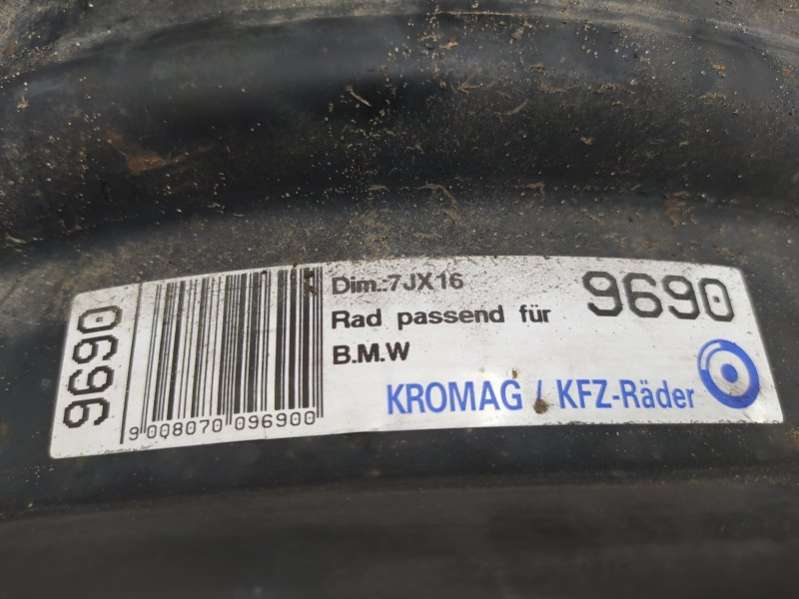 9690
9 008070 096900
Dim.:7JX16
Rad passend für
B.M.W
9690
KROMAG / KFZ-Räder